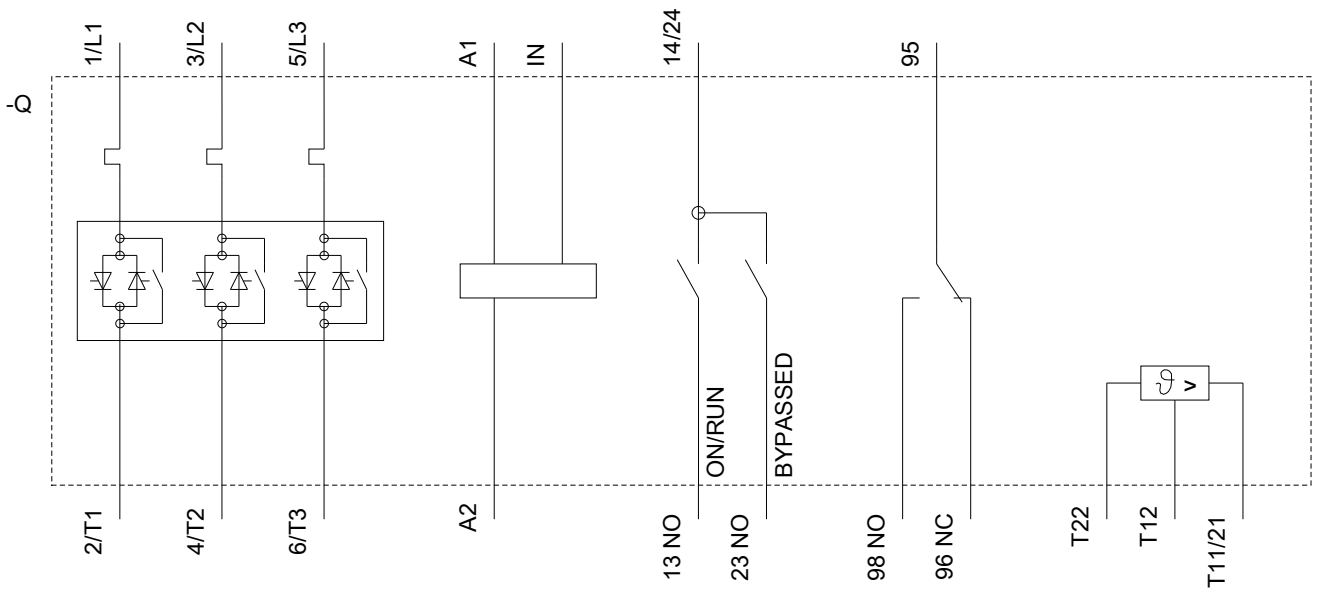 1/L1
3/L2
5/L3
A1
IN
14/24
95
-Q
ϑ >
ON/RUN
BYPASSED
2/T1
4/T2
6/T3
A2
13 NO
23 NO
98 NO
96 NC
T22
T12
T11/21